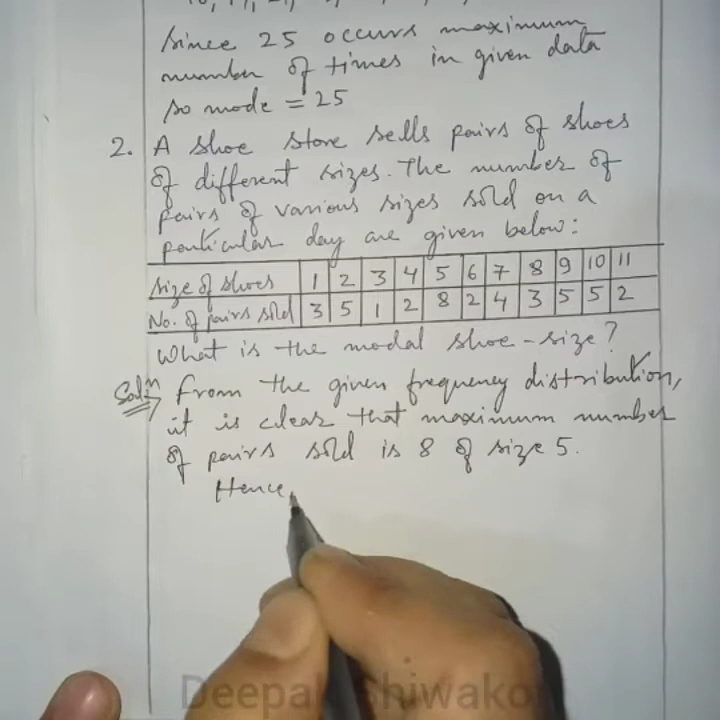 since 25 occurs maximum
number of times in given data
so mode = 25
2. A shoe store sells pairs of shoes
of different sizes. The number of
pairs of various sizes sold on a
particular day are given below:
size of shoes 1 2 3 4 5 6 7 8 9 10 11
No. of pairs sold 3 5 1 2 8 2 4 3 5 5 2
What is the modal shoe-size?
Soln From the given frequency distribution,
it is clear that maximum number
of pairs sold is 8 of size 5.
Hence,
Deepak Shiwako